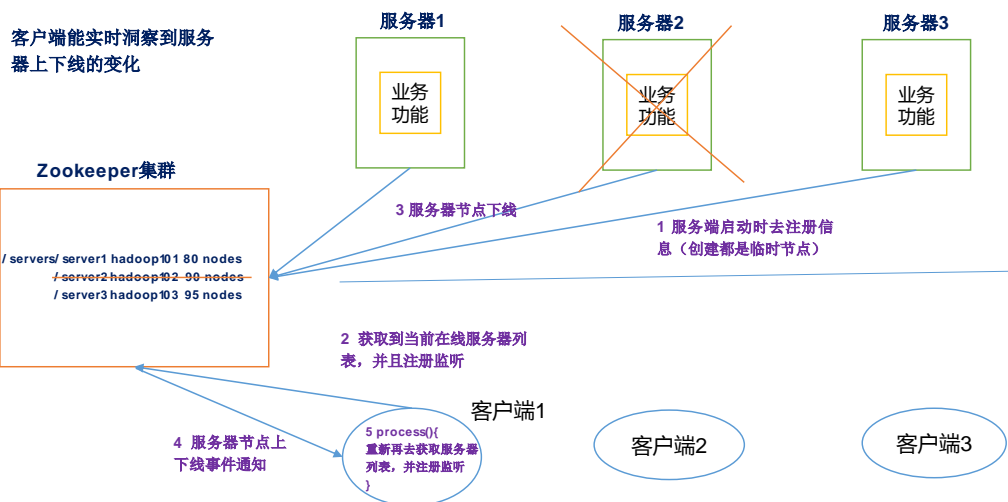 客户端能实时洞察到服务
器上下线的变化
服务器1
服务器2
服务器3
业务
功能
业务
功能
业务
功能
Zookeeper集群
3 服务器节点下线
1 服务端启动时去注册信
息（创建都是临时节点）
/ servers/ server1 hadoop101 80 nodes
/ server2 hadoop102 90 nodes
/ server3 hadoop103 95 nodes
2 获取到当前在线服务器列
表，并且注册监听
客户端1
4 服务器节点上
下线事件通知
5 process(){
重新再去获取服务器
列表，并注册监听
}
客户端2
客户端3